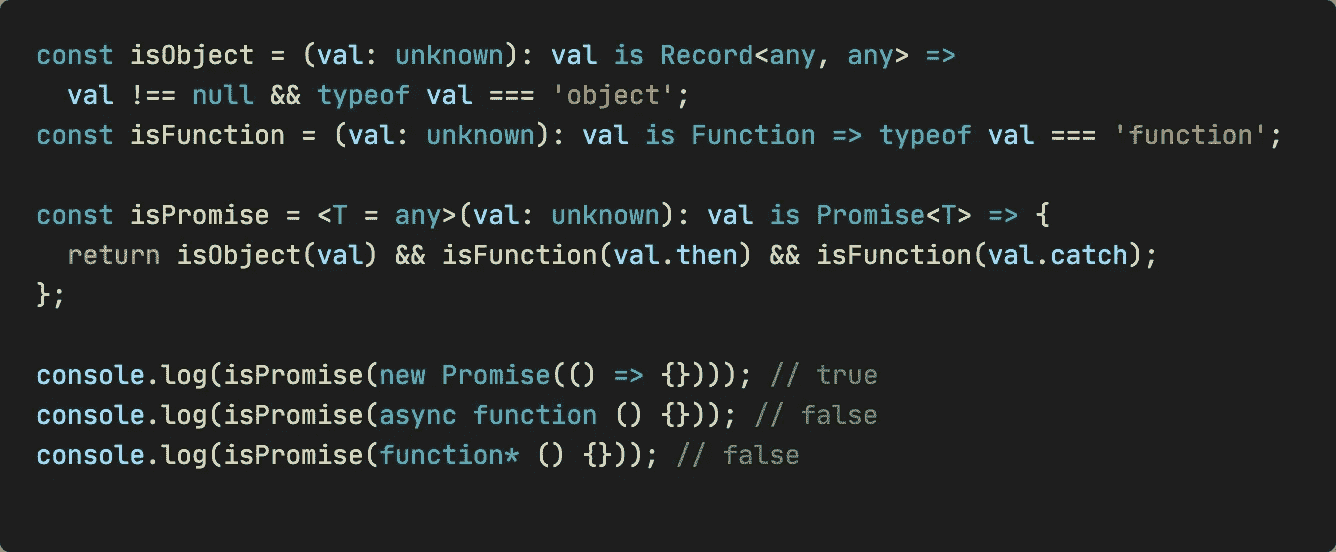 const isObject = (val: unknown): val is Record<any, any> =>
  val !== null && typeof val === 'object';
const isFunction = (val: unknown): val is Function => typeof val === 'function';

const isPromise = <T = any>(val: unknown): val is Promise<T> => {
  return isObject(val) && isFunction(val.then) && isFunction(val.catch);
};

console.log(isPromise(new Promise(() => {}))); // true
console.log(isPromise(async function () {})); // false
console.log(isPromise(function* () {})); // false